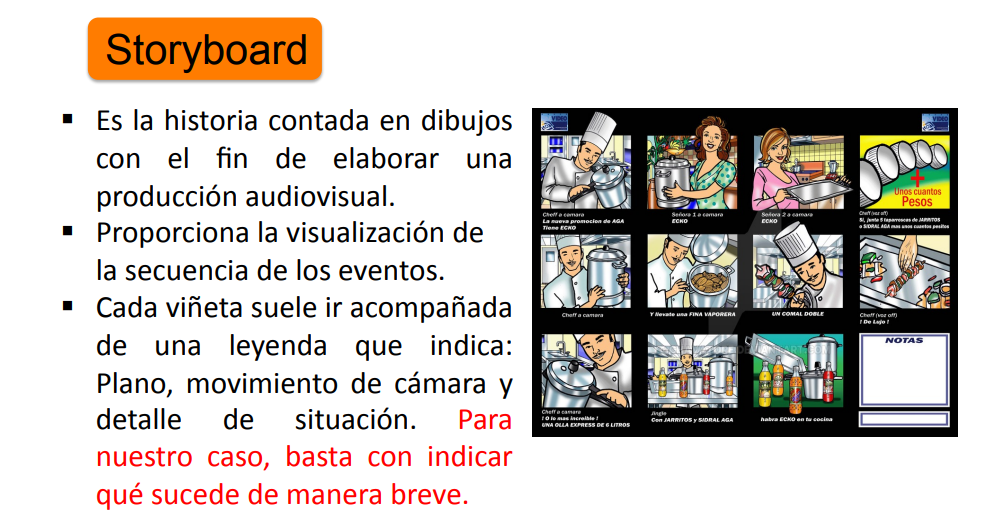 Storyboard
▪ Es la historia contada en dibujos
con el fin de elaborar una
producción audiovisual.
▪ Proporciona la visualización de
la secuencia de los eventos.
▪ Cada viñeta suele ir acompañada
de una leyenda que indica:
Plano, movimiento de cámara y
detalle de situación. Para
nuestro caso, basta con indicar
qué sucede de manera breve.
VIDEO
VIDEO
+
Unos cuantos
Pesos
Cheff a camara
La nueva promocion de AGA
Tiene ECKO
Señora 1 a camara
ECKO
Señora 2 a camara
ECKO
Cheff (voz off)
Si, junta 5 taparroscas de JARRITOS
o SIDRAL AGA mas unos cuantos pesitos
Cheff a camara
Y llevate una FINA VAPORERA
UN COMAL DOBLE
Cheff (voz off)
! De Lujo !
Cheff a camara
! O lo mas increible !
UNA OLLA EXPRESS DE 6 LITROS
Jingle
Con JARRITOS y SIDRAL AGA
habra ECKO en tu cocina
NOTAS